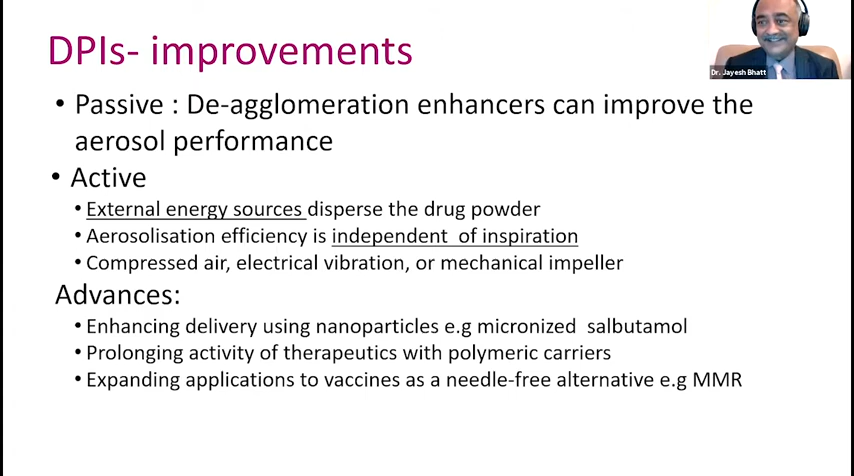 DPIs- improvements
Dr. Jayesh Bhatt
• Passive : De-agglomeration enhancers can improve the
aerosol performance
• Active
• External energy sources disperse the drug powder
• Aerosolisation efficiency is independent of inspiration
• Compressed air, electrical vibration, or mechanical impeller
Advances:
• Enhancing delivery using nanoparticles e.g micronized salbutamol
• Prolonging activity of therapeutics with polymeric carriers
• Expanding applications to vaccines as a needle-free alternative e.g MMR